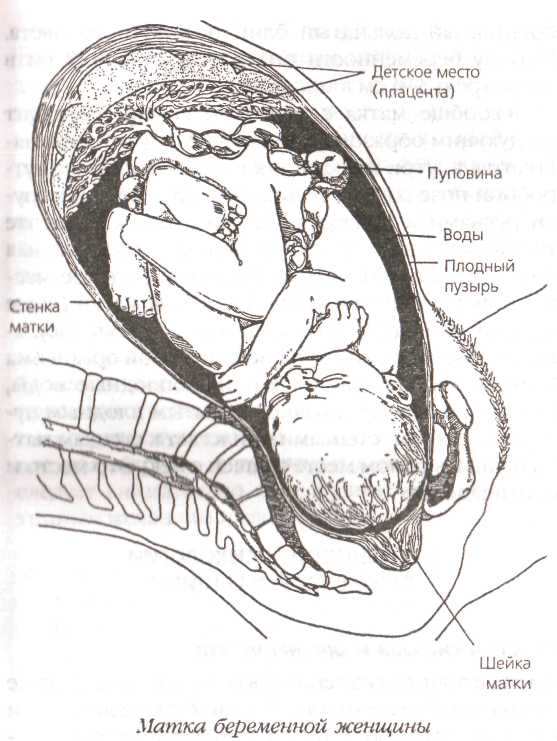 Детское место
(плацента)
Пуповина
Воды
Плодный
пузырь
Стенка
матки
Шейка
матки
Матка беременной женщины